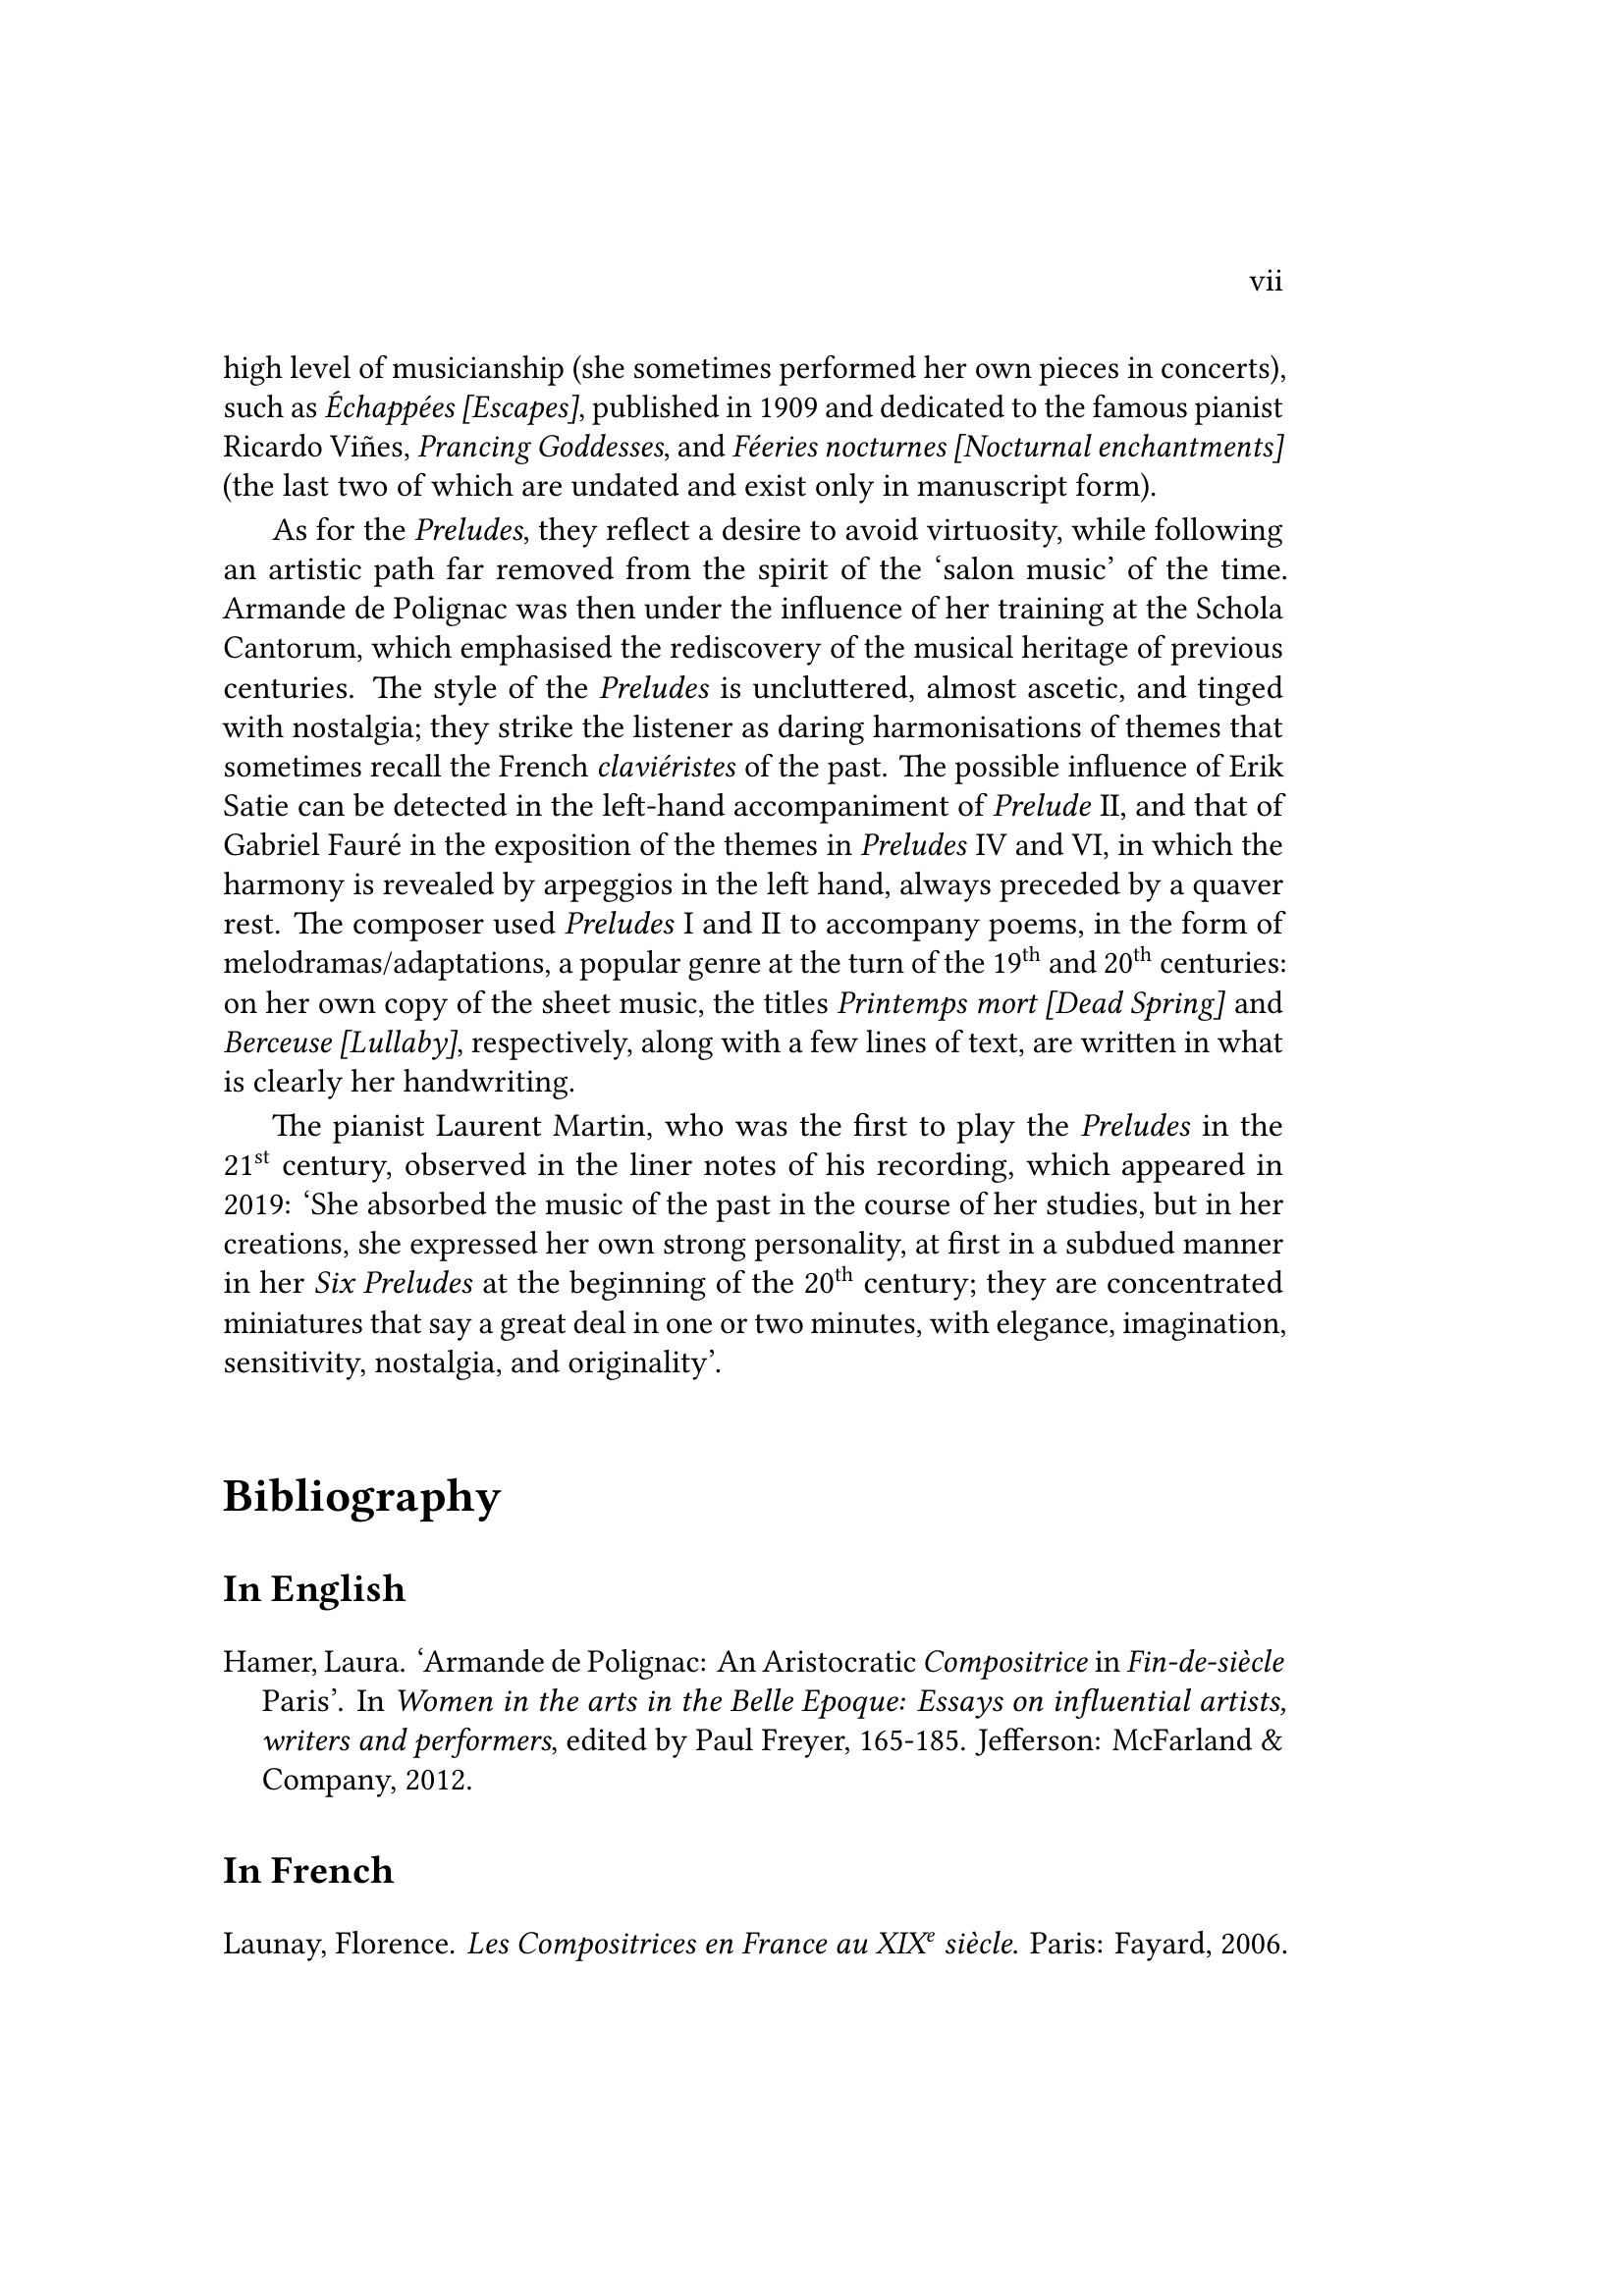 vii
high level of musicianship (she sometimes performed her own pieces in concerts),
such as Échappées [Escapes], published in 1909 and dedicated to the famous pianist
Ricardo Viñes, Prancing Goddesses, and Féeries nocturnes [Nocturnal enchantments]
(the last two of which are undated and exist only in manuscript form).
As for the Preludes, they reflect a desire to avoid virtuosity, while following
an artistic path far removed from the spirit of the ‘salon music’ of the time.
Armande de Polignac was then under the influence of her training at the Schola
Cantorum, which emphasised the rediscovery of the musical heritage of previous
centuries. The style of the Preludes is uncluttered, almost ascetic, and tinged
with nostalgia; they strike the listener as daring harmonisations of themes that
sometimes recall the French claviéristes of the past. The possible influence of Erik
Satie can be detected in the left-hand accompaniment of Prelude II, and that of
Gabriel Fauré in the exposition of the themes in Preludes IV and VI, in which the
harmony is revealed by arpeggios in the left hand, always preceded by a quaver
rest. The composer used Preludes I and II to accompany poems, in the form of
melodramas/adaptations, a popular genre at the turn of the 19th and 20th centuries:
on her own copy of the sheet music, the titles Printemps mort [Dead Spring] and
Berceuse [Lullaby], respectively, along with a few lines of text, are written in what
is clearly her handwriting.
The pianist Laurent Martin, who was the first to play the Preludes in the
21st century, observed in the liner notes of his recording, which appeared in
2019: ‘She absorbed the music of the past in the course of her studies, but in her
creations, she expressed her own strong personality, at first in a subdued manner
in her Six Preludes at the beginning of the 20th century; they are concentrated
miniatures that say a great deal in one or two minutes, with elegance, imagination,
sensitivity, nostalgia, and originality’.
Bibliography
In English
Hamer, Laura. ‘Armande de Polignac: An Aristocratic Compositrice in Fin-de-siècle
Paris’. In Women in the arts in the Belle Epoque: Essays on influential artists,
writers and performers, edited by Paul Freyer, 165-185. Jefferson: McFarland &
Company, 2012.
In French
Launay, Florence. Les Compositrices en France au XIXe siècle. Paris: Fayard, 2006.